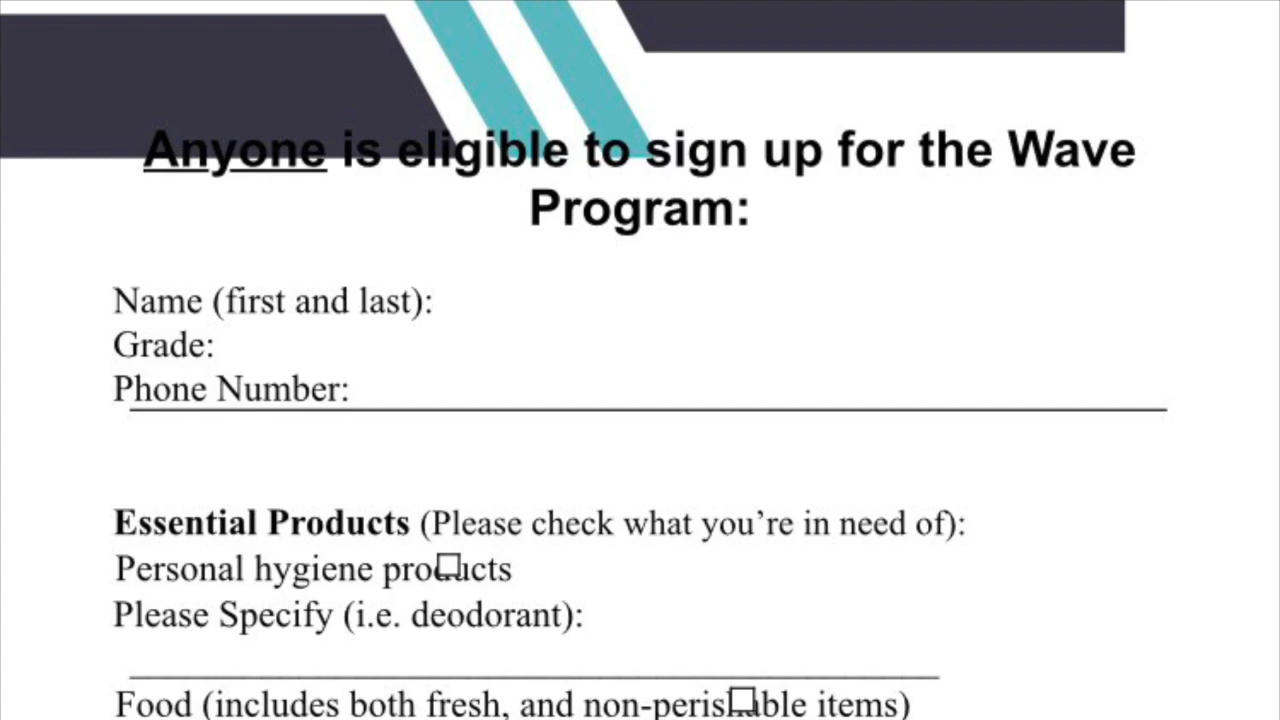 Anyone is eligible to sign up for the Wave
Program:
Name (first and last):
Grade:
Phone Number:
Essential Products (Please check what you’re in need of):
Personal hygiene products
Please Specify (i.e. deodorant):
Food (includes both fresh, and non-perishable items)